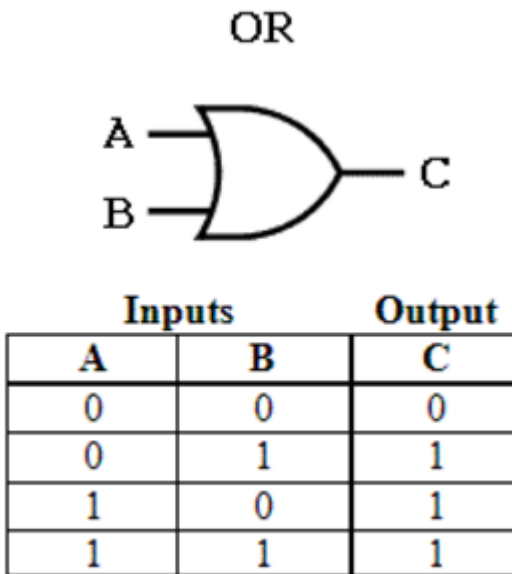 OR
A
C
B
Inputs Output
A B C
0 0 0
0 1 1
1 0 1
1 1 1